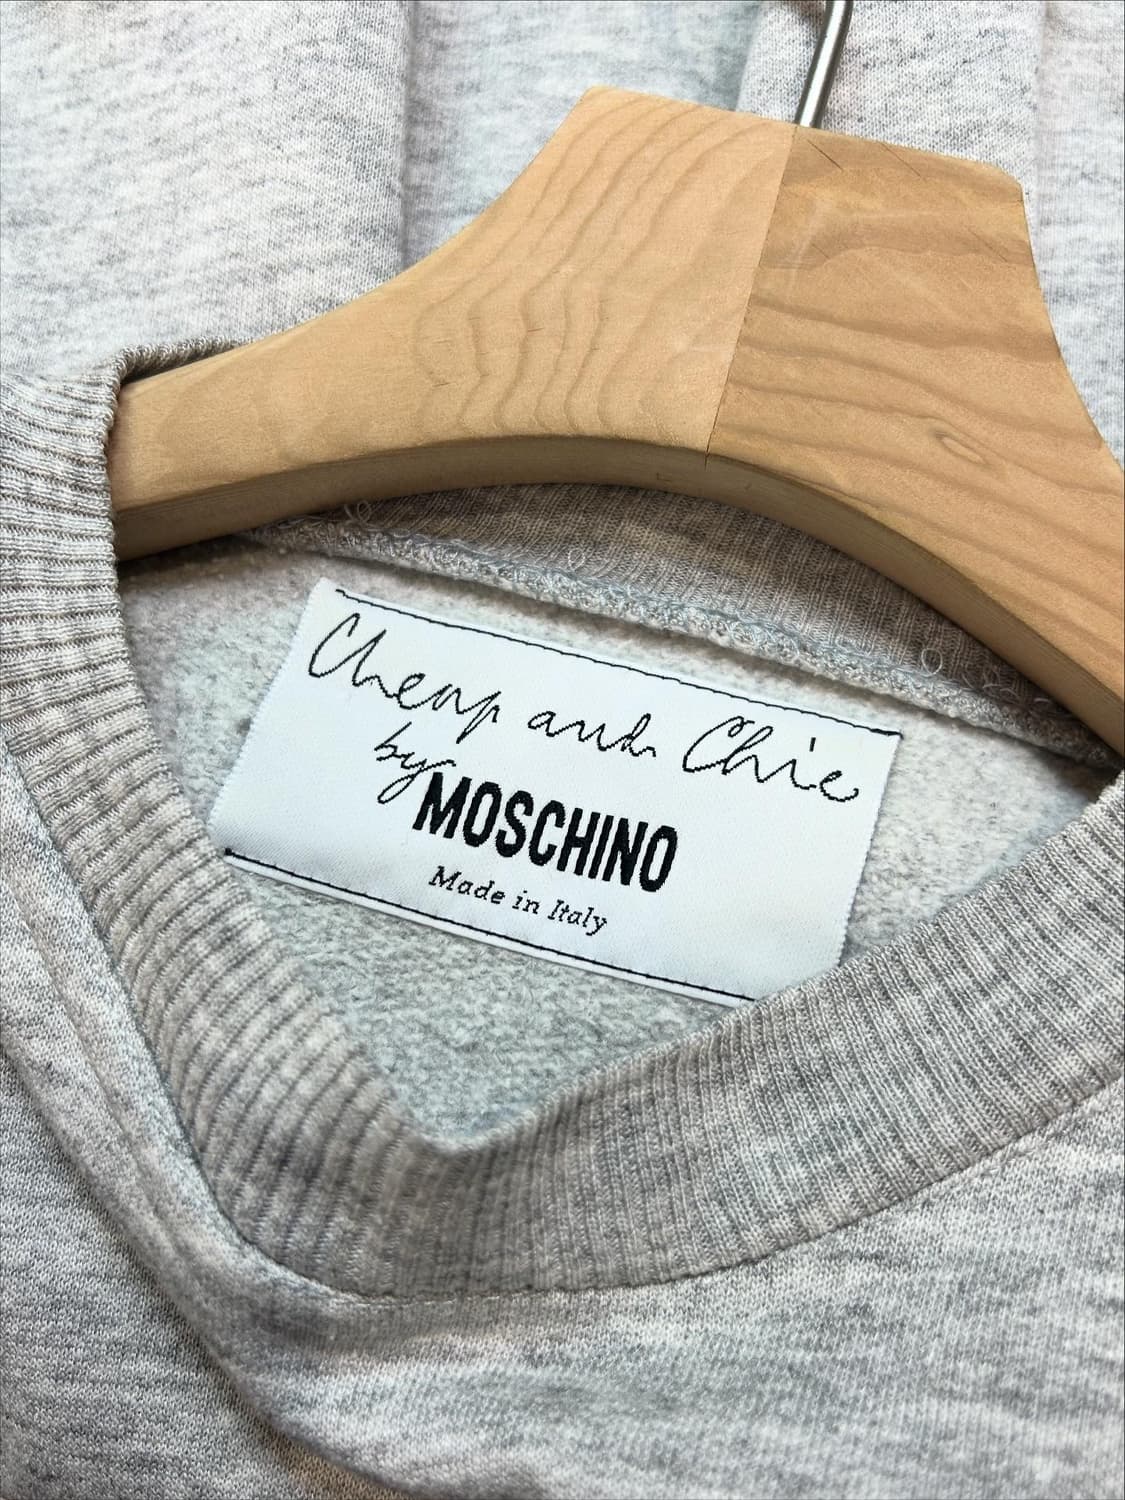 Cheap and Chic
by MOSCHINO
Made in Italy